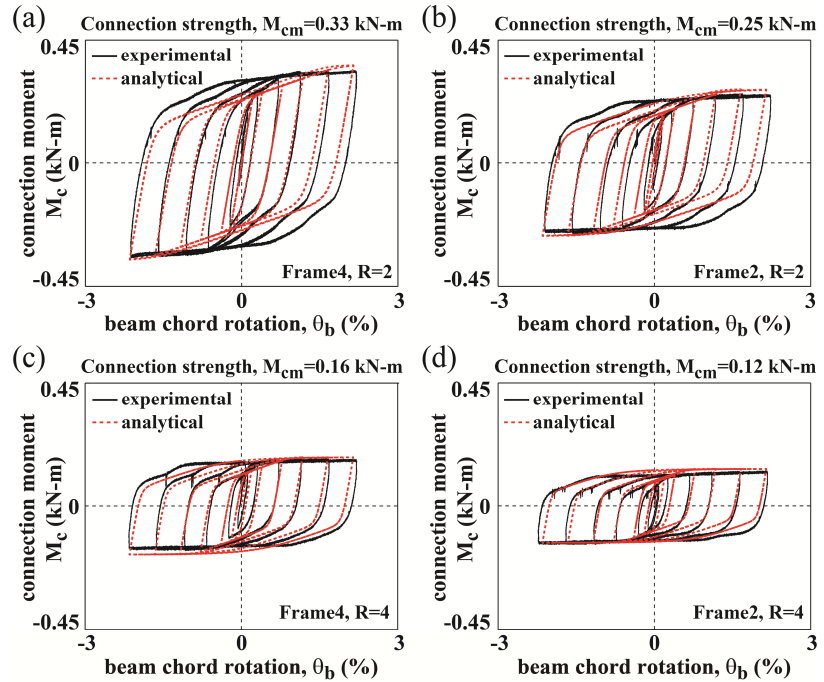 (a)
Connection strength, Mcm=0.33 kN-m
0.45
experimental
analytical
connection moment
Mc (kN-m)
0
-0.45
Frame4, R=2
-3
0
3
beam chord rotation, θb (%)
(b)
Connection strength, Mcm=0.25 kN-m
0.45
experimental
analytical
connection moment
Mc (kN-m)
0
-0.45
Frame2, R=2
-3
0
3
beam chord rotation, θb (%)
(c)
Connection strength, Mcm=0.16 kN-m
0.45
experimental
analytical
connection moment
Mc (kN-m)
0
-0.45
Frame4, R=4
-3
0
3
beam chord rotation, θb (%)
(d)
Connection strength, Mcm=0.12 kN-m
0.45
experimental
analytical
connection moment
Mc (kN-m)
0
-0.45
Frame2, R=4
-3
0
3
beam chord rotation, θb (%)